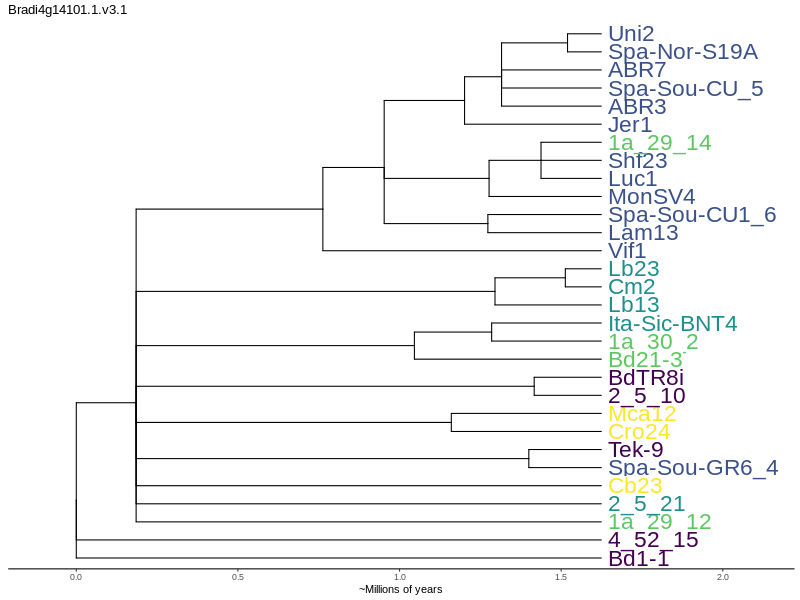 Bradi4g14101.1.v3.1
Uni2
Spa-Nor-S19A
ABR7
Spa-Sou-CU_5
ABR3
Jer1
1a_29_14
Shf23
Luc1
MonSV4
Spa-Sou-CU1_6
Lam13
Vif1
Lb23
Cm2
Lb13
Ita-Sic-BNT4
1a_30_2
Bd21-3
BdTR8i
2_5_10
Mca12
Cro24
Tek-9
Spa-Sou-GR6_4
Cb23
2_5_21
1a_29_12
4_52_15
Bd1-1
0.0 0.5 1.0 1.5 2.0
~Millions of years